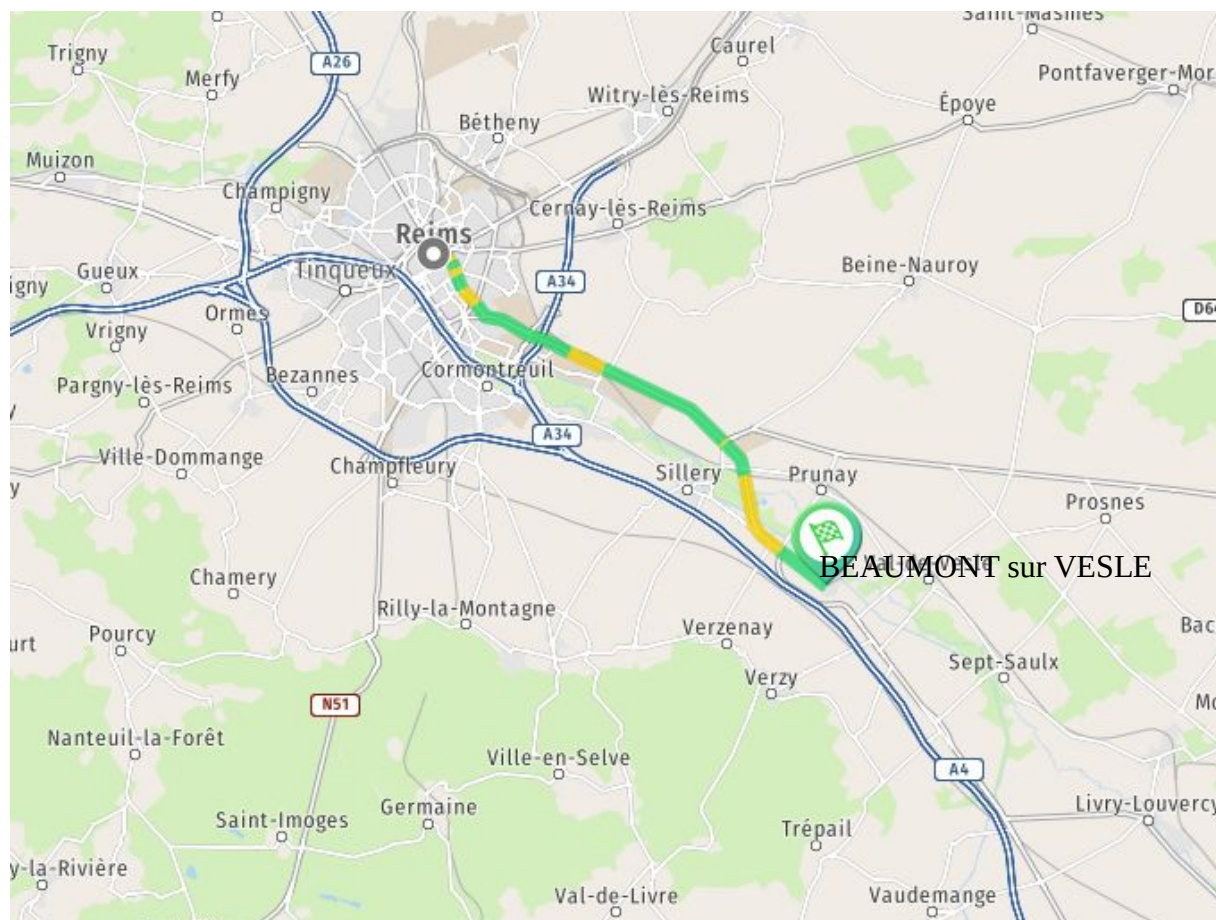 Saint-Masmes
Trigny
A26
Caurel
Merfy
Pontfaverger-Mor
Witry-lès-Reims
Époye
Bétheny
Muizon
Champigny
Cernay-lès-Reims
Reims
Gueux
Tinqueux
A34
Beine-Nauroy
igny
Ormes
D64
Vrigny
Cormontreuil
Bezannes
Pargny-lès-Reims
y
A34
Ville-Dommange
Champfleury
Sillery
Prunay
y
Prosnes
BEAUMONT sur VESLE
Val-de-Vesle
Chamery
Rilly-la-Montagne
Verzenay
Bac
Pourcy
urt
Sept-Saulx
Verzy
N51
Mo
Nanteuil-la-Forêt
Ville-en-Selve
A4
Germaine
Livry-Louvercy
Saint-Imoges
Trépail
y-la-Rivière
Val-de-Livre
Vaudemange